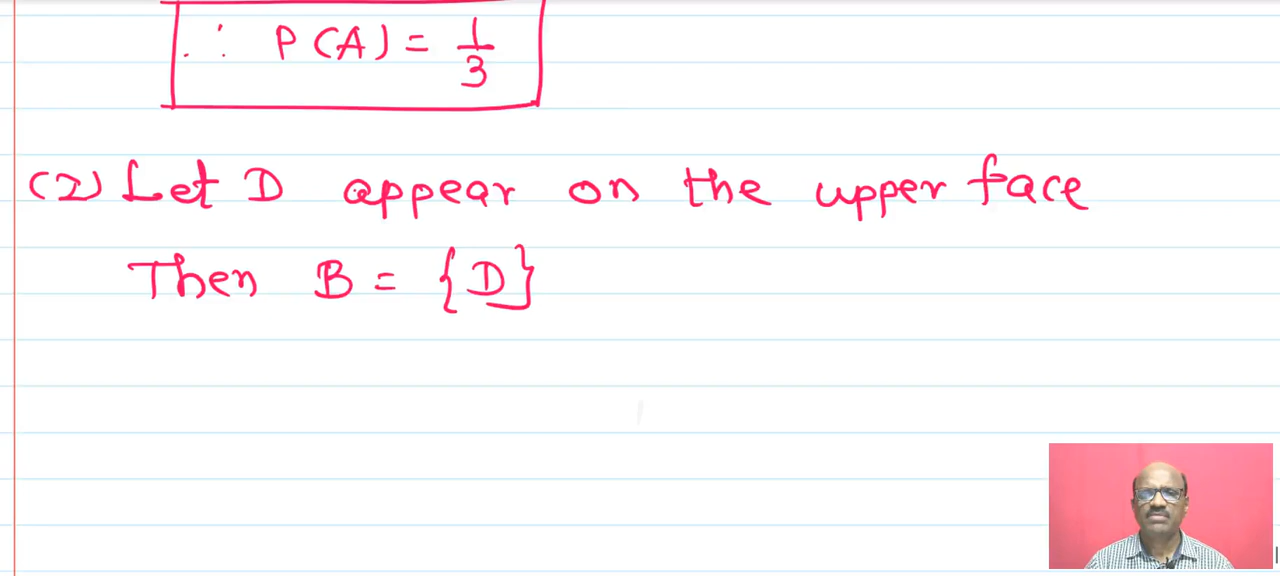 ∴ P(A) = 1/3
(2) Let D appear on the upper face
Then B = {D}